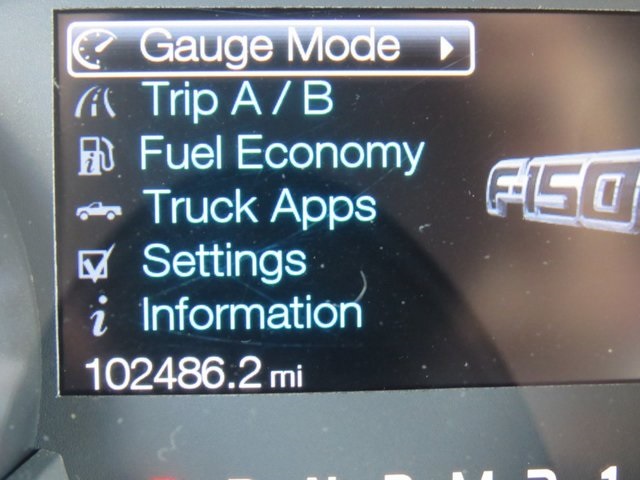 Gauge Mode
Trip A / B
Fuel Economy
F150
Truck Apps
Settings
Information
102486.2 mi